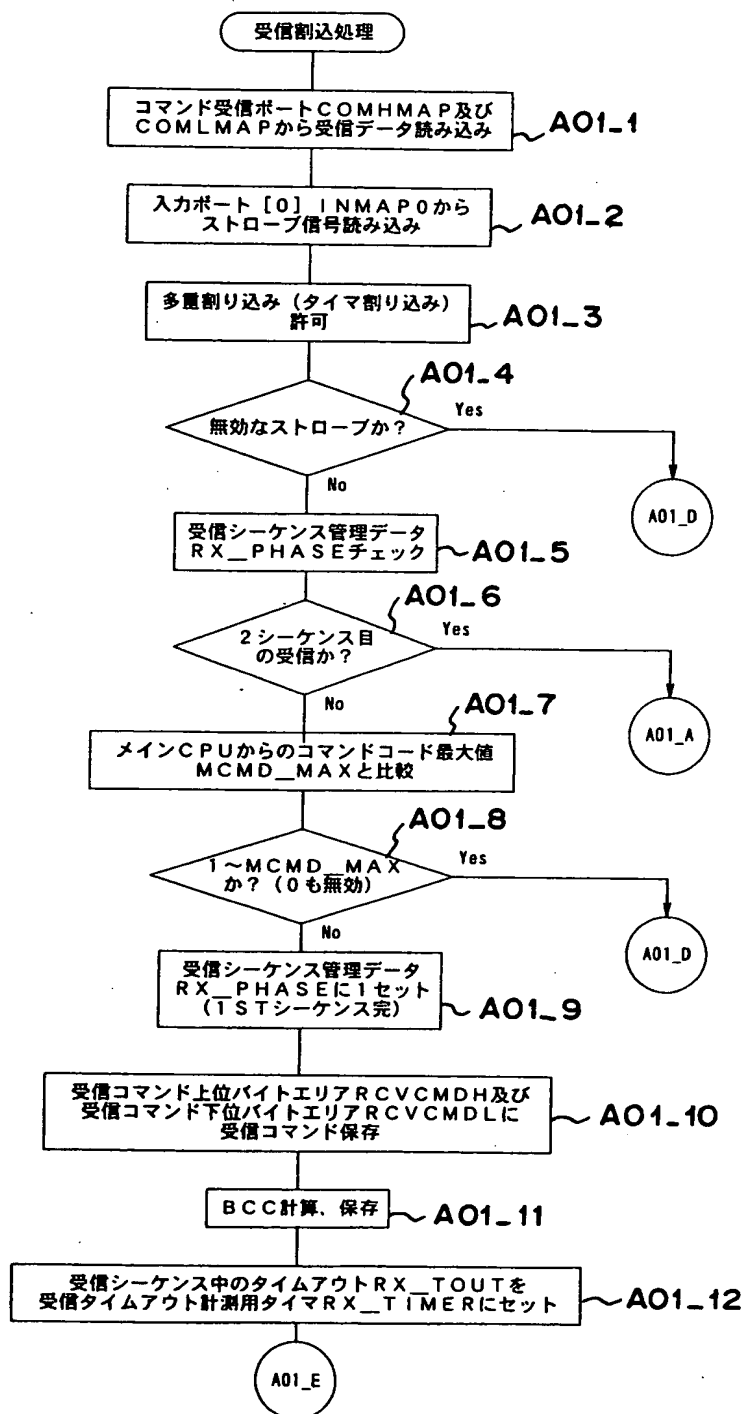 受信割込処理
コマンド受信ポートCOMHMAP及び
COMLMAPから受信データ読み込み
A01_1
入力ポート[0] INMAP0から
ストローブ信号読み込み
A01_2
多重割り込み(タイマ割り込み)
許可
A01_3
A01_4
無効なストローブか?
Yes
No
A01_D
受信シーケンス管理データ
RX__PHASEチェック
A01_5
A01_6
2シーケンス目
の受信か?
Yes
No
A01_A
A01_7
メインCPUからのコマンドコード最大値
MCMD_MAXと比較
A01_8
1~MCMD_MAX
か?(0も無効)
Yes
No
A01_D
受信シーケンス管理データ
RX__PHASEに1セット
(1STシーケンス完)
A01_9
受信コマンド上位バイトエリアRCVCMDH及び
受信コマンド下位バイトエリアRCVCMDLに
受信コマンド保存
A01_10
BCC計算、保存
A01_11
受信シーケンス中のタイムアウトRX__TOUTを
受信タイムアウト計測用タイマRX__TIMERにセット
A01_12
A01_E